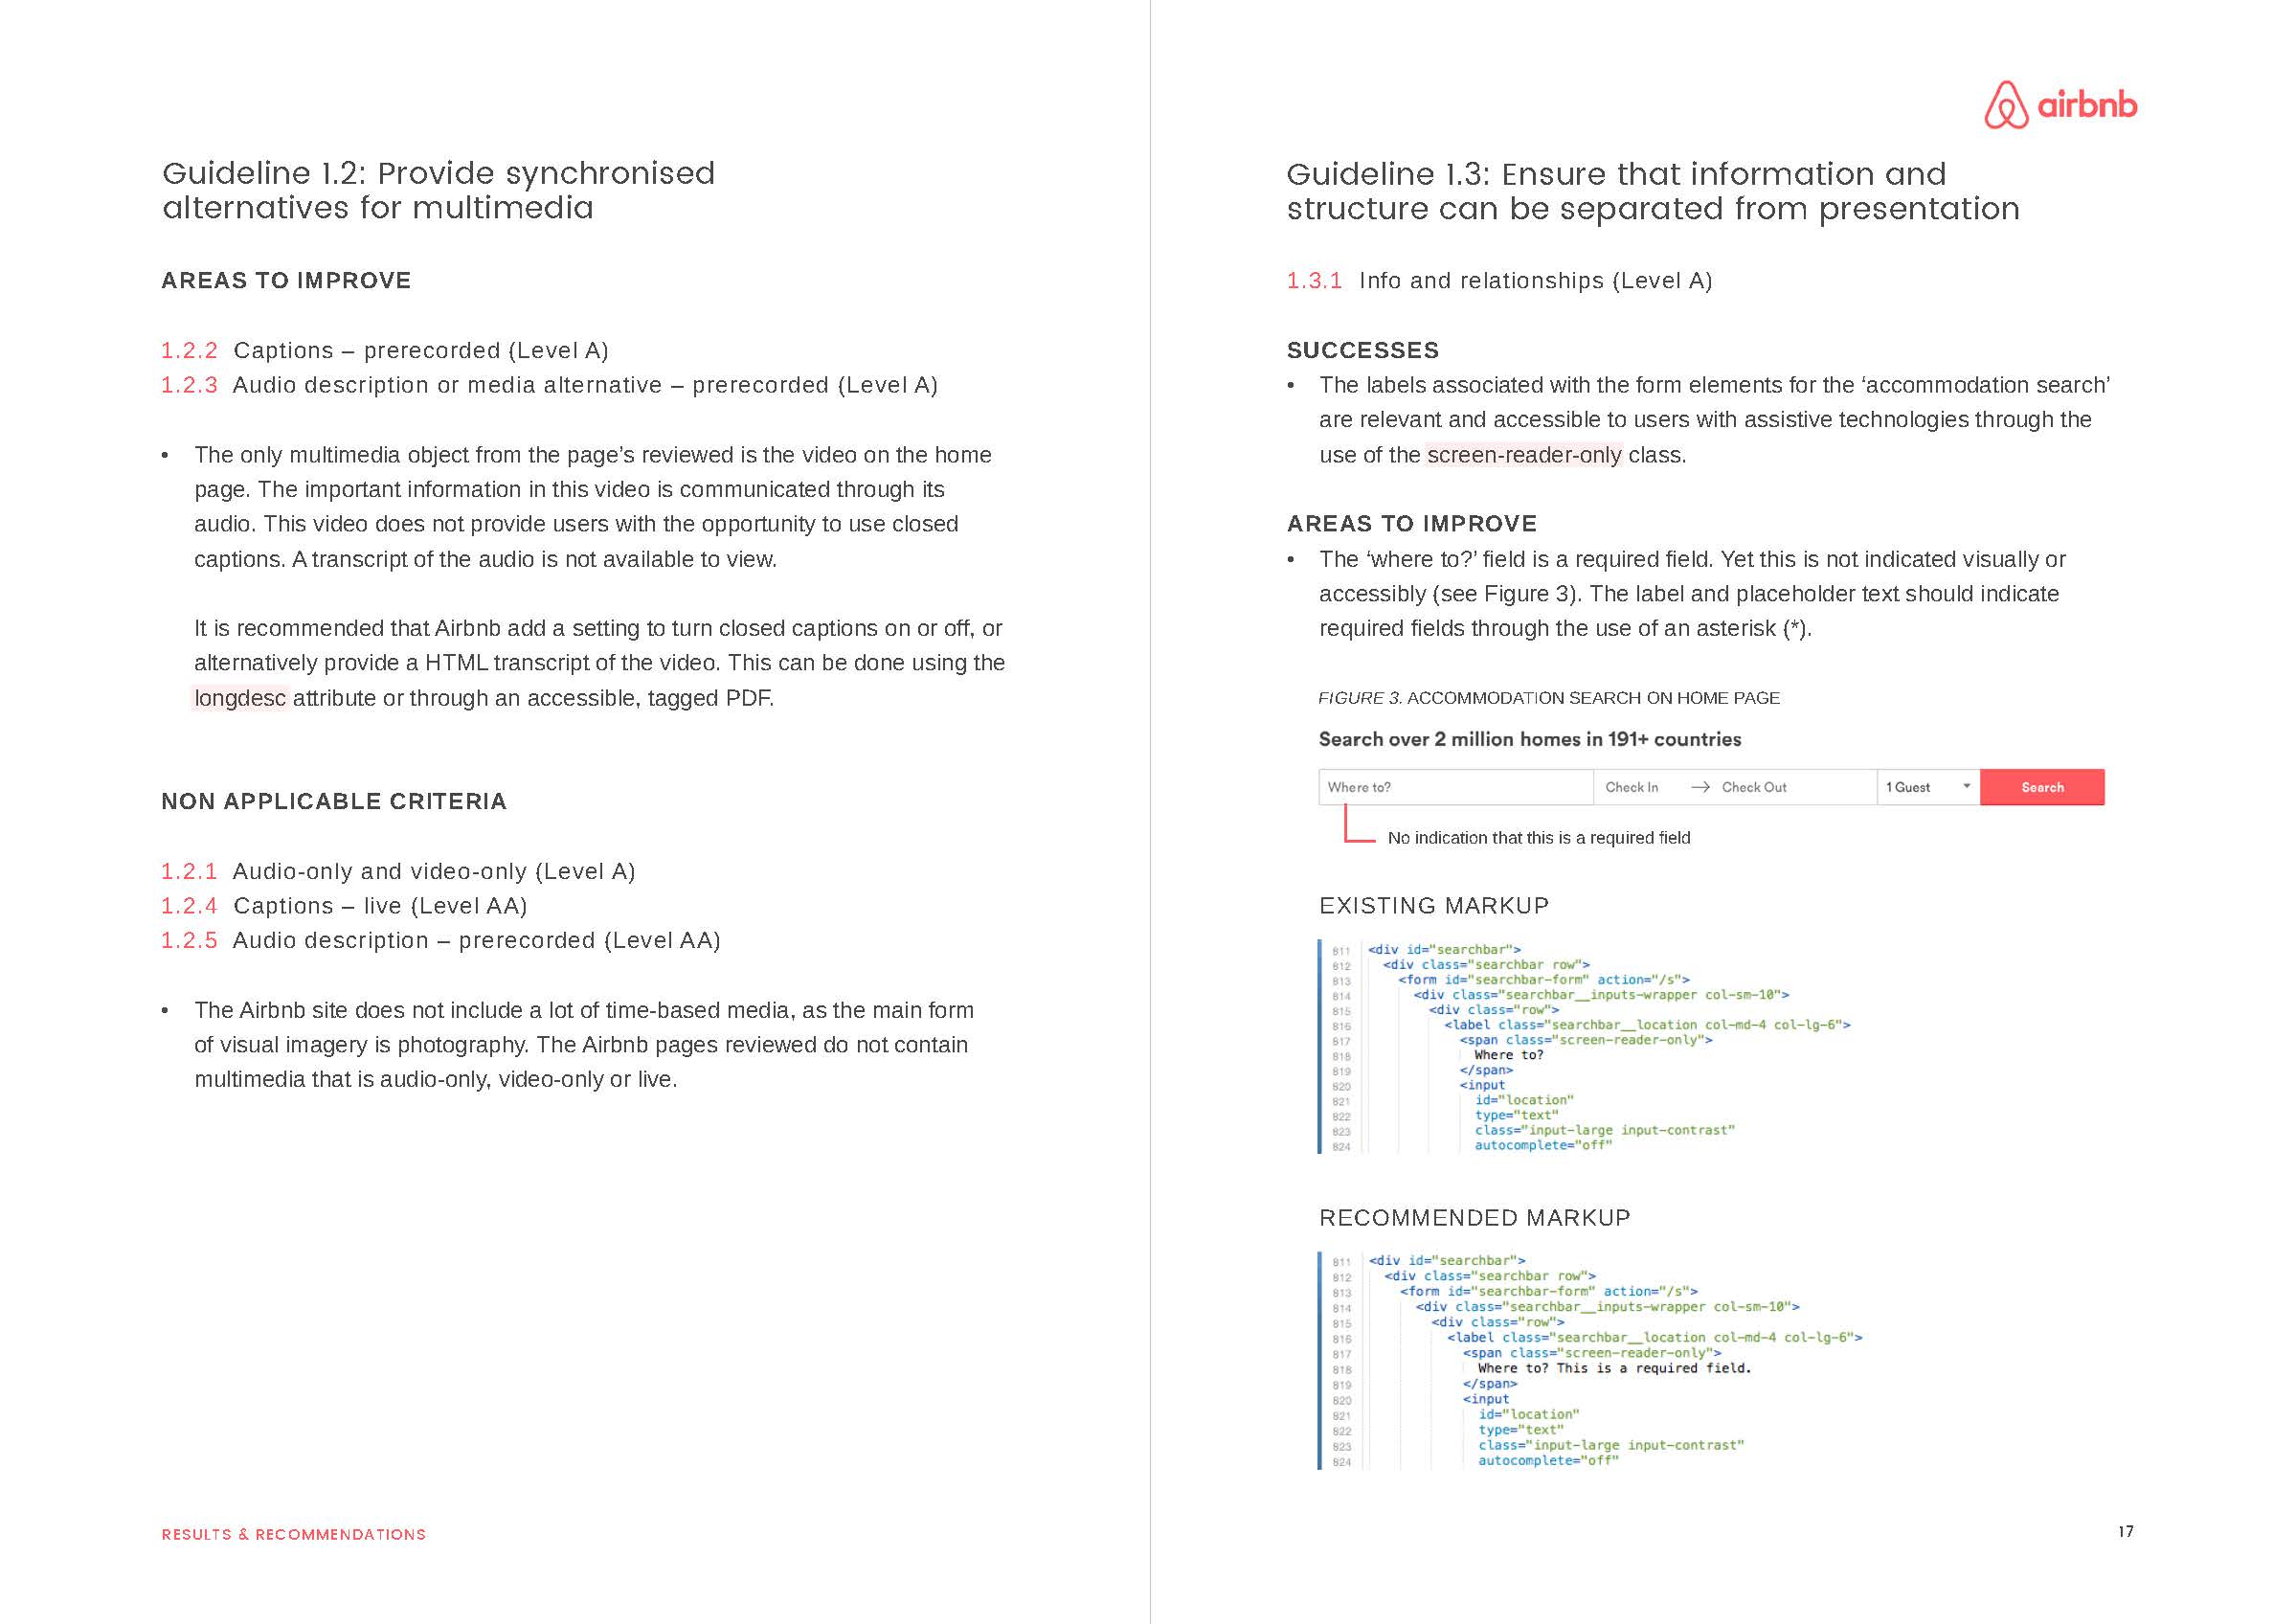 Guideline 1.2: Provide synchronised
alternatives for multimedia
AREAS TO IMPROVE
1.2.2 Captions – prerecorded (Level A)
1.2.3 Audio description or media alternative – prerecorded (Level A)
• The only multimedia object from the page’s reviewed is the video on the home
page. The important information in this video is communicated through its
audio. This video does not provide users with the opportunity to use closed
captions. A transcript of the audio is not available to view.
It is recommended that Airbnb add a setting to turn closed captions on or off, or
alternatively provide a HTML transcript of the video. This can be done using the
longdesc attribute or through an accessible, tagged PDF.
NON APPLICABLE CRITERIA
1.2.1 Audio-only and video-only (Level A)
1.2.4 Captions – live (Level AA)
1.2.5 Audio description – prerecorded (Level AA)
• The Airbnb site does not include a lot of time-based media, as the main form
of visual imagery is photography. The Airbnb pages reviewed do not contain
multimedia that is audio-only, video-only or live.
RESULTS & RECOMMENDATIONS
airbnb
Guideline 1.3: Ensure that information and
structure can be separated from presentation
1.3.1 Info and relationships (Level A)
SUCCESSES
• The labels associated with the form elements for the ‘accommodation search’
are relevant and accessible to users with assistive technologies through the
use of the screen-reader-only class.
AREAS TO IMPROVE
• The ‘where to?’ field is a required field. Yet this is not indicated visually or
accessibly (see Figure 3). The label and placeholder text should indicate
required fields through the use of an asterisk (*).
FIGURE 3. ACCOMMODATION SEARCH ON HOME PAGE
Search over 2 million homes in 191+ countries
Where to? Check In → Check Out 1 Guest Search
No indication that this is a required field
EXISTING MARKUP
811 <div id="searchbar">
812 <div class="searchbar row">
813 <form id="searchbar-form" action="/s">
814 <div class="searchbar__inputs-wrapper col-sm-10">
815 <div class="row">
816 <label class="searchbar__location col-md-4 col-lg-6">
817 <span class="screen-reader-only">
818 Where to?
819 </span>
820 <input
821 id="location"
822 type="text"
823 class="input-large input-contrast"
824 autocomplete="off"
RECOMMENDED MARKUP
811 <div id="searchbar">
812 <div class="searchbar row">
813 <form id="searchbar-form" action="/s">
814 <div class="searchbar__inputs-wrapper col-sm-10">
815 <div class="row">
816 <label class="searchbar__location col-md-4 col-lg-6">
817 <span class="screen-reader-only">
818 Where to? This is a required field.
819 </span>
820 <input
821 id="location"
822 type="text"
823 class="input-large input-contrast"
824 autocomplete="off"
17